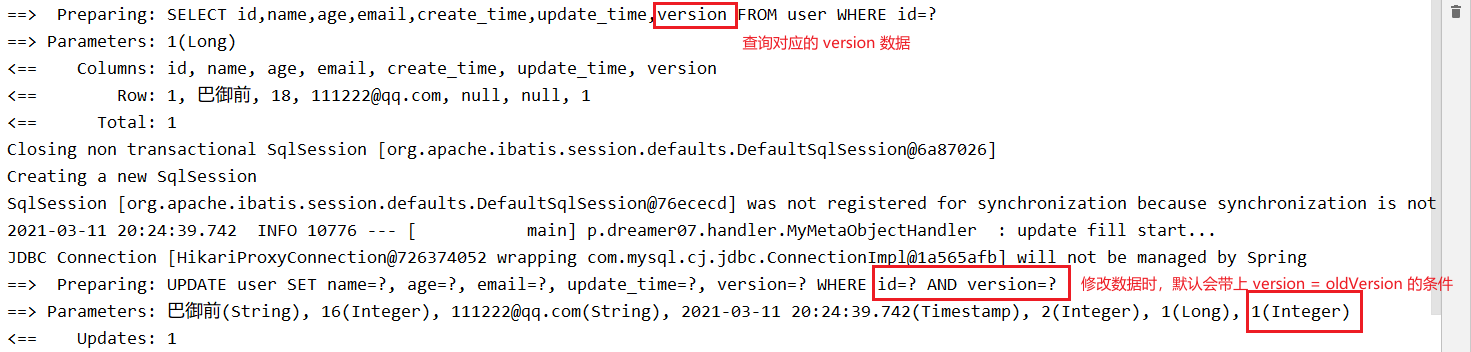 ==>  Preparing: SELECT id,name,age,email,create_time,update_time,version FROM user WHERE id=?
==> Parameters: 1(Long)
查询对应的 version 数据
<==    Columns: id, name, age, email, create_time, update_time, version
<==        Row: 1, 巴御前, 18, 111222@qq.com, null, null, 1
<==      Total: 1
Closing non transactional SqlSession [org.apache.ibatis.session.defaults.DefaultSqlSession@6a87026]
Creating a new SqlSession
SqlSession [org.apache.ibatis.session.defaults.DefaultSqlSession@76ececd] was not registered for synchronization because synchronization is not
2021-03-11 20:24:39.742  INFO 10776 --- [           main] p.dreamer07.handler.MyMetaObjectHandler  : update fill start...
JDBC Connection [HikariProxyConnection@726374052 wrapping com.mysql.cj.jdbc.ConnectionImpl@1a565afb] will not be managed by Spring
==>  Preparing: UPDATE user SET name=?, age=?, email=?, update_time=?, version=? WHERE id=? AND version=?
修改数据时，默认会带上 version = oldVersion 的条件
==> Parameters: 巴御前(String), 16(Integer), 111222@qq.com(String), 2021-03-11 20:24:39.742(Timestamp), 2(Integer), 1(Long), 1(Integer)
<==    Updates: 1